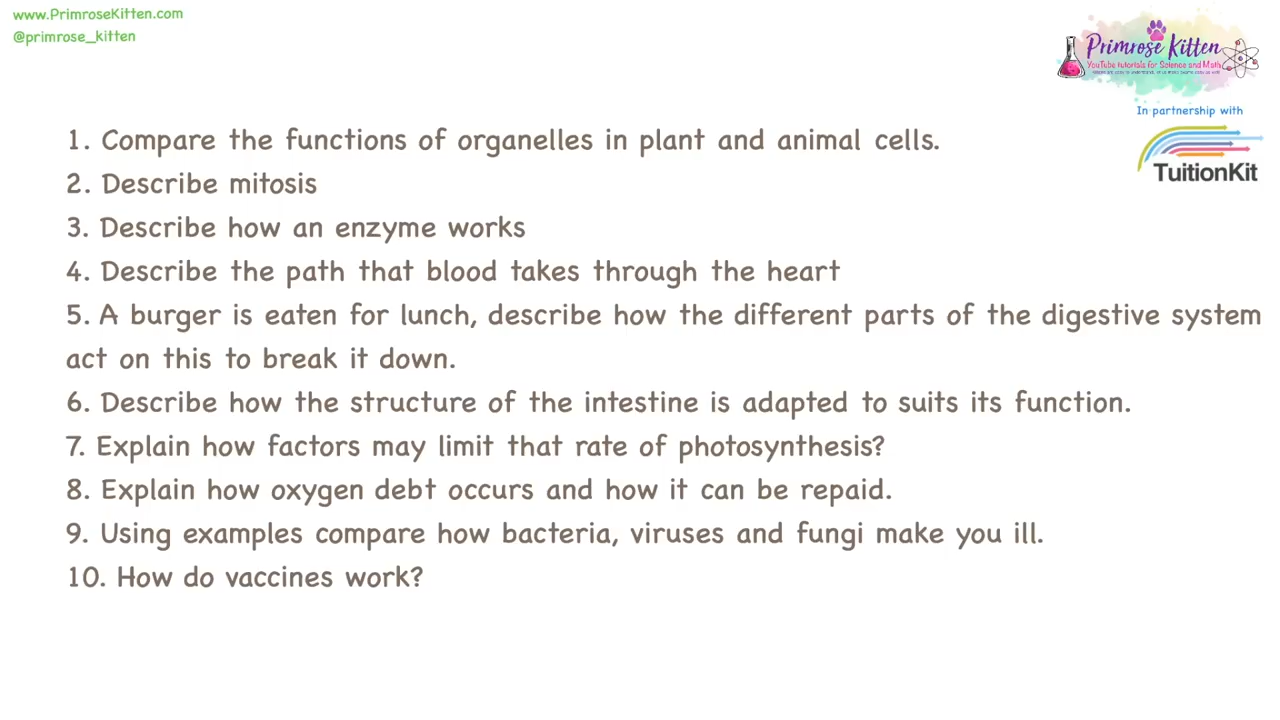 www.PrimroseKitten.com
@primrose_kitten
Primrose Kitten
YouTube tutorials for Science and Math
In partnership with
TuitionKit
1. Compare the functions of organelles in plant and animal cells.
2. Describe mitosis
3. Describe how an enzyme works
4. Describe the path that blood takes through the heart
5. A burger is eaten for lunch, describe how the different parts of the digestive system
act on this to break it down.
6. Describe how the structure of the intestine is adapted to suits its function.
7. Explain how factors may limit that rate of photosynthesis?
8. Explain how oxygen debt occurs and how it can be repaid.
9. Using examples compare how bacteria, viruses and fungi make you ill.
10. How do vaccines work?